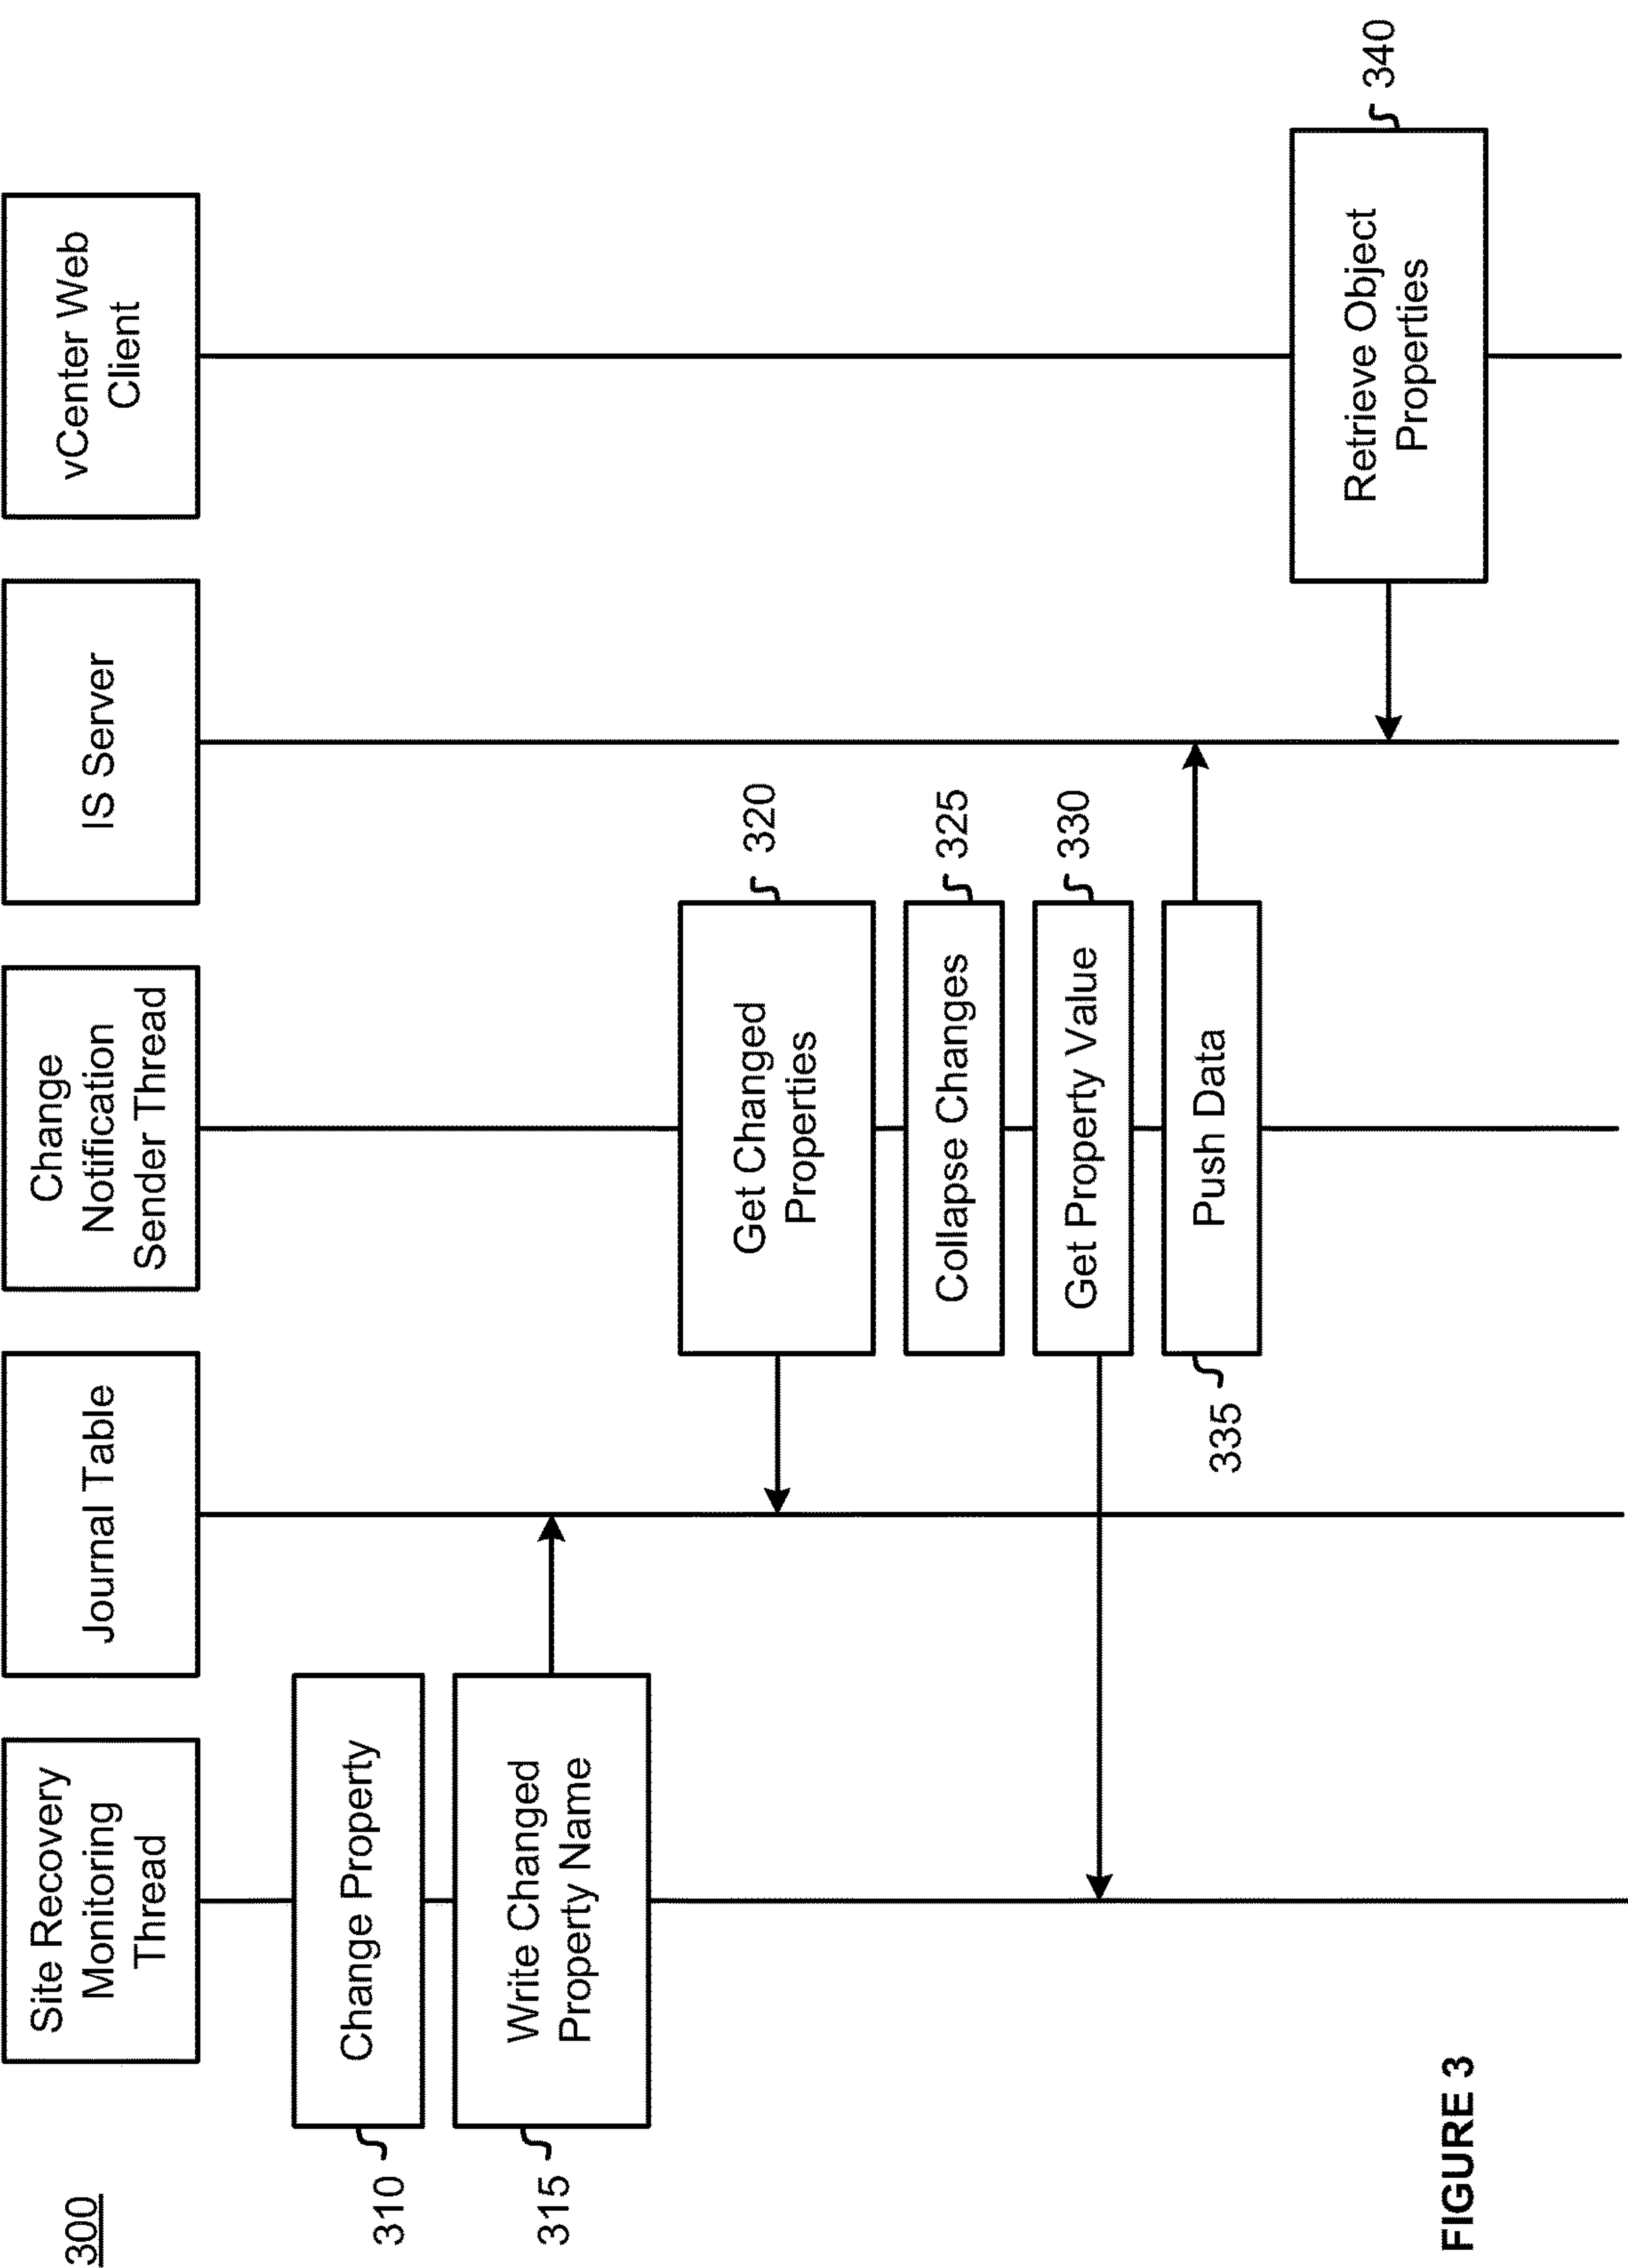 300
Site Recovery
Monitoring
Thread
Journal Table
Change
Notification
Sender Thread
IS Server
vCenter Web
Client
310
Change Property
315
Write Changed
Property Name
Get Changed
Properties
320
Collapse Changes
325
Get Property Value
330
335
Push Data
Retrieve Object
Properties
340
FIGURE 3